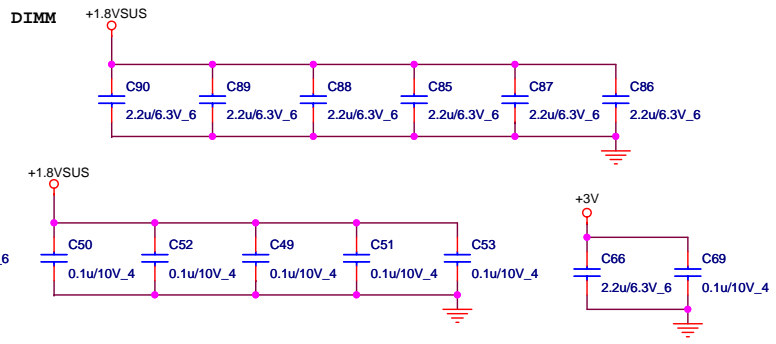 DIMM
+1.8VSUS
C90 C89 C88 C85 C87 C86
2.2u/6.3V_6 2.2u/6.3V_6 2.2u/6.3V_6 2.2u/6.3V_6 2.2u/6.3V_6 2.2u/6.3V_6
+1.8VSUS
C50 C52 C49 C51 C53
_6 0.1u/10V_4 0.1u/10V_4 0.1u/10V_4 0.1u/10V_4 0.1u/10V_4
+3V
C66 C69
2.2u/6.3V_6 0.1u/10V_4